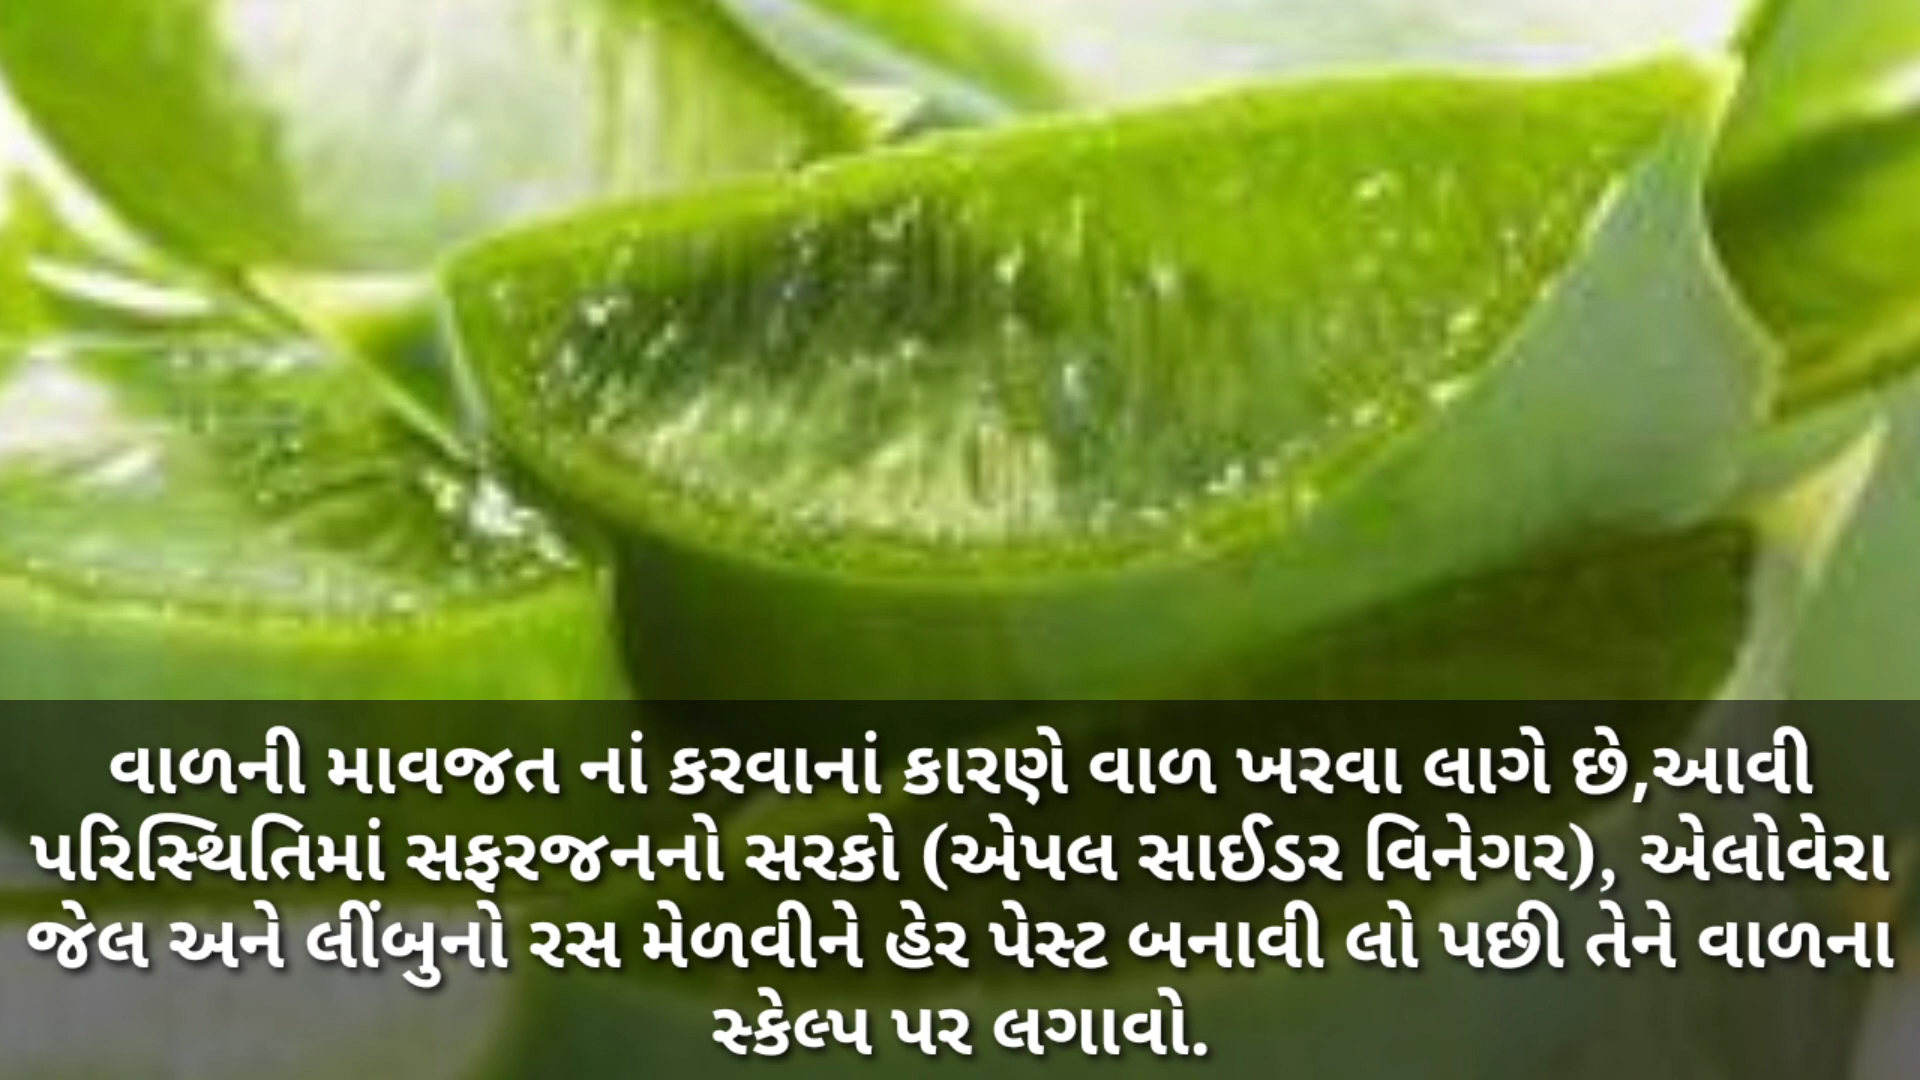 વાળની માવજત નાં કરવાનાં કારણે વાળ ખરવા લાગે છે,આવી
પરિસ્થિતિમાં સફરજનનો સરકો (એપલ સાઈડર વિનેગર), એલોવેરા
જેલ અને લીંબુનો રસ મેળવીને હેર પેસ્ટ બનાવી લો પછી તેને વાળના
સ્કેલ્પ પર લગાવો.